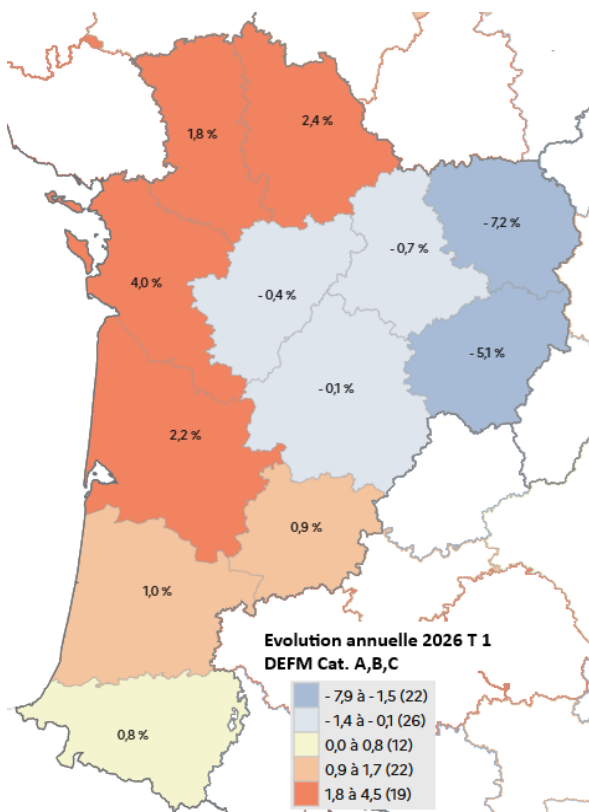 2,4 %
1,8 %
- 7,2 %
- 0,7 %
4,0 %
- 0,4 %
- 5,1 %
- 0,1 %
2,2 %
0,9 %
1,0 %
0,8 %
Evolution annuelle 2026 T 1
DEFM Cat. A,B,C
- 7,9 à - 1,5 (22)
- 1,4 à - 0,1 (26)
0,0 à 0,8 (12)
0,9 à 1,7 (22)
1,8 à 4,5 (19)